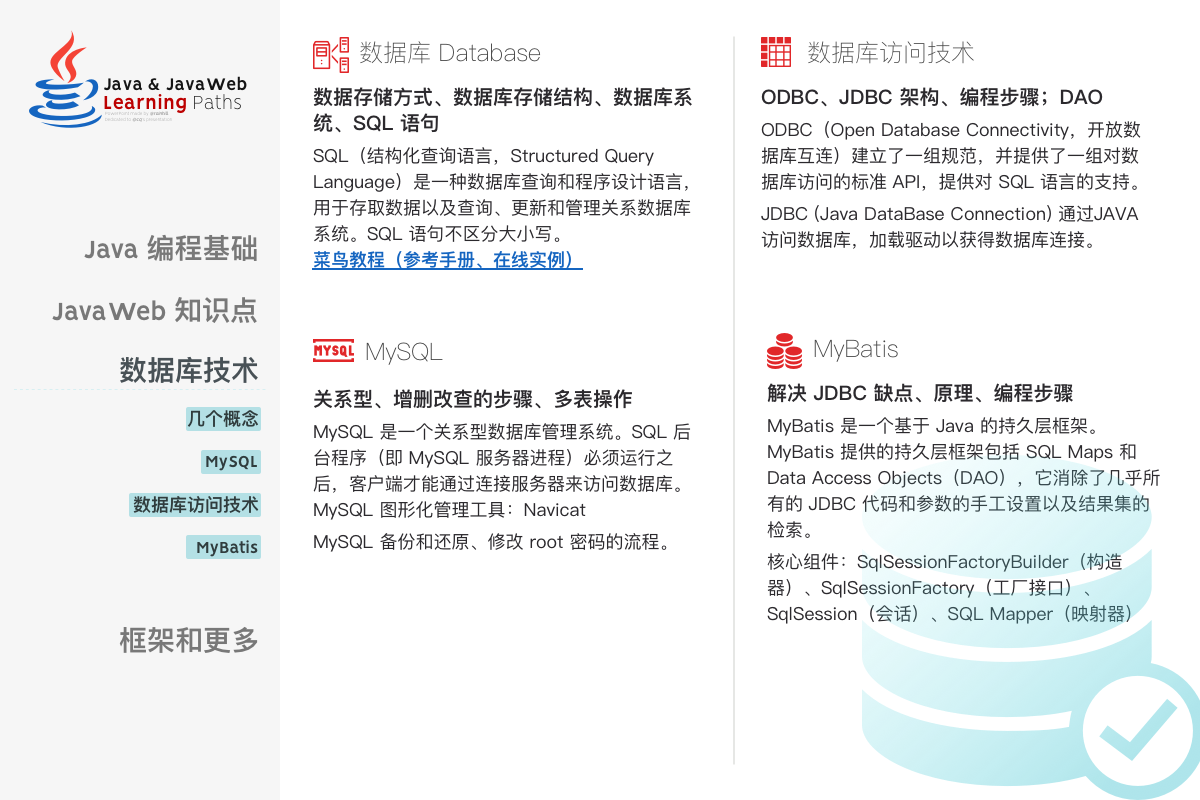 Java & JavaWeb
Learning Paths
Java 编程基础
JavaWeb 知识点
数据库技术
几个概念
MySQL
数据库访问技术
MyBatis
框架和更多
数据库 Database
数据存储方式、数据库存储结构、数据库系
统、SQL 语句
SQL（结构化查询语言，Structured Query
Language）是一种数据库查询和程序设计语言，
用于存取数据以及查询、更新和管理关系数据库
系统。SQL 语句不区分大小写。
菜鸟教程（参考手册、在线实例）
MYSQL
MySQL
关系型、增删改查的步骤、多表操作
MySQL 是一个关系型数据库管理系统。SQL 后
台程序（即 MySQL 服务器进程）必须运行之
后，客户端才能通过连接服务器来访问数据库。
MySQL 图形化管理工具：Navicat
MySQL 备份和还原、修改 root 密码的流程。
数据库访问技术
ODBC、JDBC 架构、编程步骤；DAO
ODBC（Open Database Connectivity，开放数
据库互连）建立了一组规范，并提供了一组对数
据库访问的标准 API，提供对 SQL 语言的支持。
JDBC (Java DataBase Connection) 通过JAVA
访问数据库，加载驱动以获得数据库连接。
MyBatis
解决 JDBC 缺点、原理、编程步骤
MyBatis 是一个基于 Java 的持久层框架。
MyBatis 提供的持久层框架包括 SQL Maps 和
Data Access Objects（DAO），它消除了几乎所
有的 JDBC 代码和参数的手工设置以及结果集的
检索。
核心组件：SqlSessionFactoryBuilder（构造
器）、SqlSessionFactory（工厂接口）、
SqlSession（会话）、SQL Mapper（映射器）